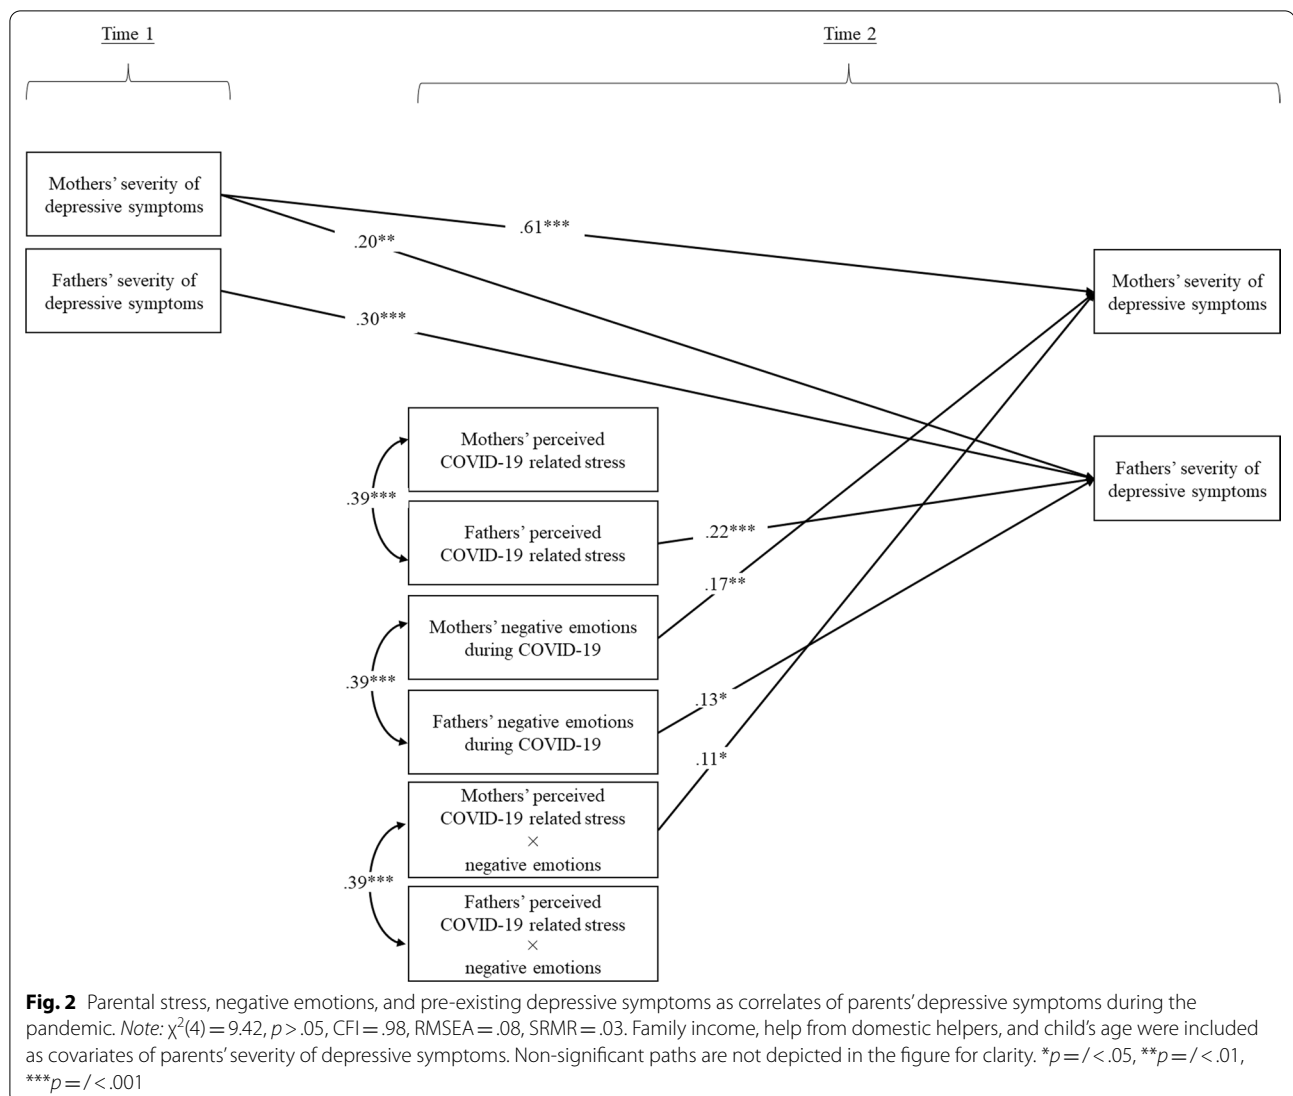 Time 1
Time 2
Mothers’ severity of
depressive symptoms
Fathers’ severity of
depressive symptoms
.61***
.20**
.30***
Mothers’ severity of
depressive symptoms
Fathers’ severity of
depressive symptoms
Mothers’ perceived
COVID-19 related stress
.39***
Fathers’ perceived
COVID-19 related stress
.22***
.17**
Mothers’ negative emotions
during COVID-19
.39***
Fathers’ negative emotions
during COVID-19
.13*
.11*
Mothers’ perceived
COVID-19 related stress
×
negative emotions
.39***
Fathers’ perceived
COVID-19 related stress
×
negative emotions
Fig. 2 Parental stress, negative emotions, and pre-existing depressive symptoms as correlates of parents’ depressive symptoms during the
pandemic. Note: χ²(4) = 9.42, p > .05, CFI = .98, RMSEA = .08, SRMR = .03. Family income, help from domestic helpers, and child’s age were included
as covariates of parents’ severity of depressive symptoms. Non-significant paths are not depicted in the figure for clarity. *p = / < .05, **p = / < .01,
***p = / < .001